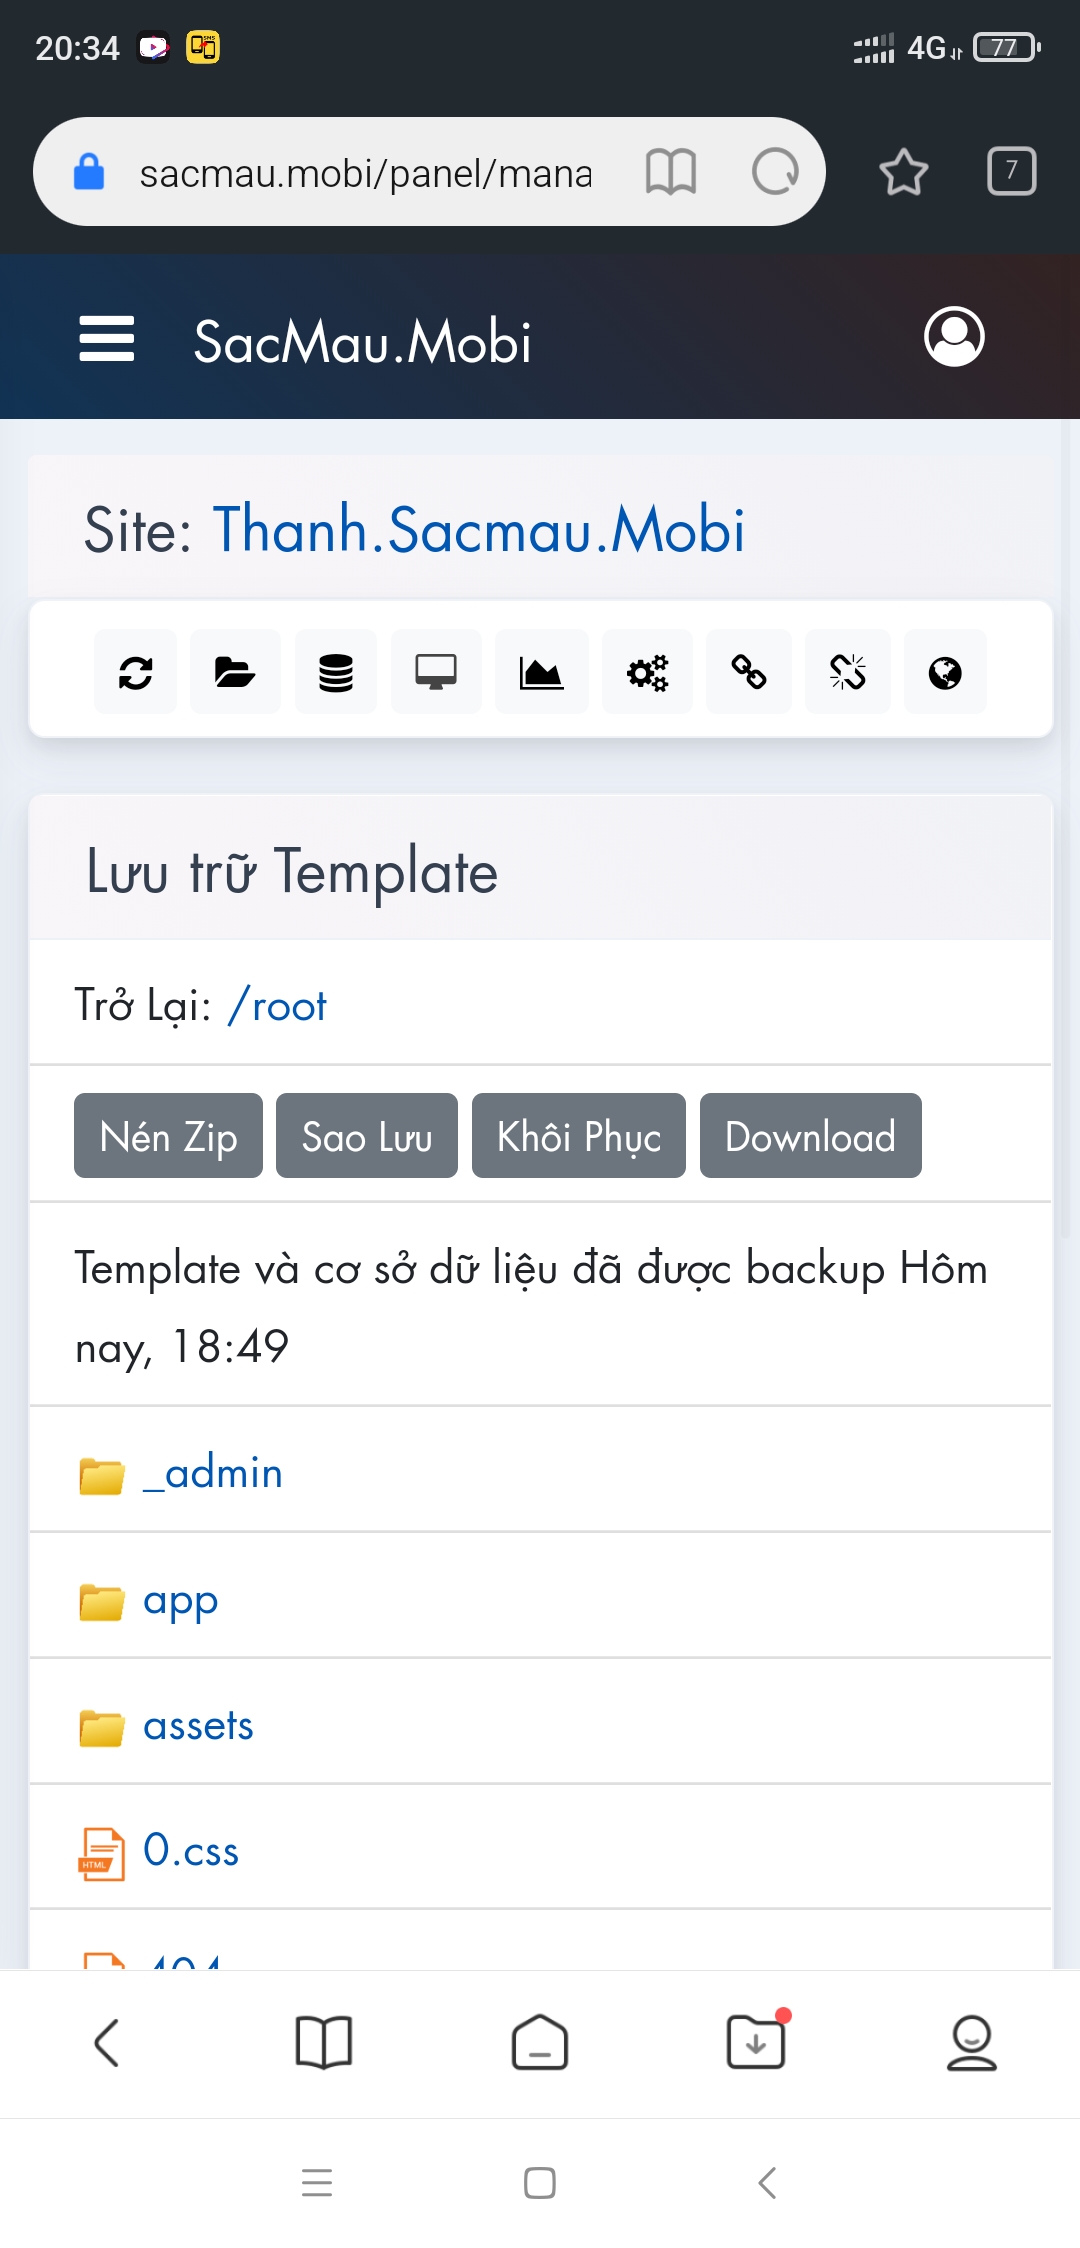 20:34
4G
77
sacmau.mobi/panel/mana
7
SacMau.Mobi
Site: Thanh.Sacmau.Mobi
Lưu trữ Template
Trở Lại: /root
Nén Zip Sao Lưu Khôi Phục Download
Template và cơ sở dữ liệu đã được backup Hôm
nay, 18:49
_admin
app
assets
HTML 0.css
404